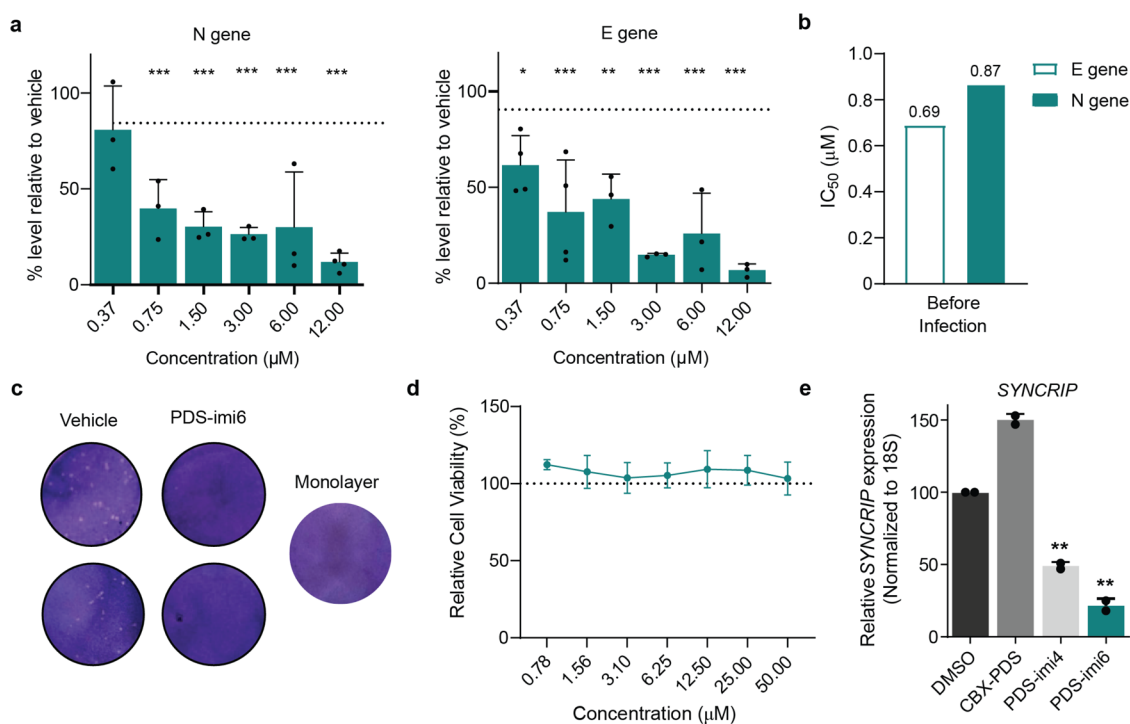 a
N gene
% level relative to vehicle
100
50
0
*** *** *** *** ***
0.37 0.75 1.50 3.00 6.00 12.00
Concentration (µM)
E gene
% level relative to vehicle
100
50
0
* *** ** *** *** ***
0.37 0.75 1.50 3.00 6.00 12.00
Concentration (µM)
b
IC50 (µM)
1.0
0.8
0.6
0.4
0.2
0.0
0.69
0.87
Before
Infection
E gene
N gene
c
Vehicle
PDS-imi6
Monolayer
d
Relative Cell Viability (%)
150
100
50
0
0.78 1.56 3.10 6.25 12.50 25.00 50.00
Concentration (µM)
e
SYNCRIP
Relative SYNCRIP expression
(Normalized to 18S)
150
100
50
0
**
**
DMSO
CBX-PDS
PDS-imi4
PDS-imi6